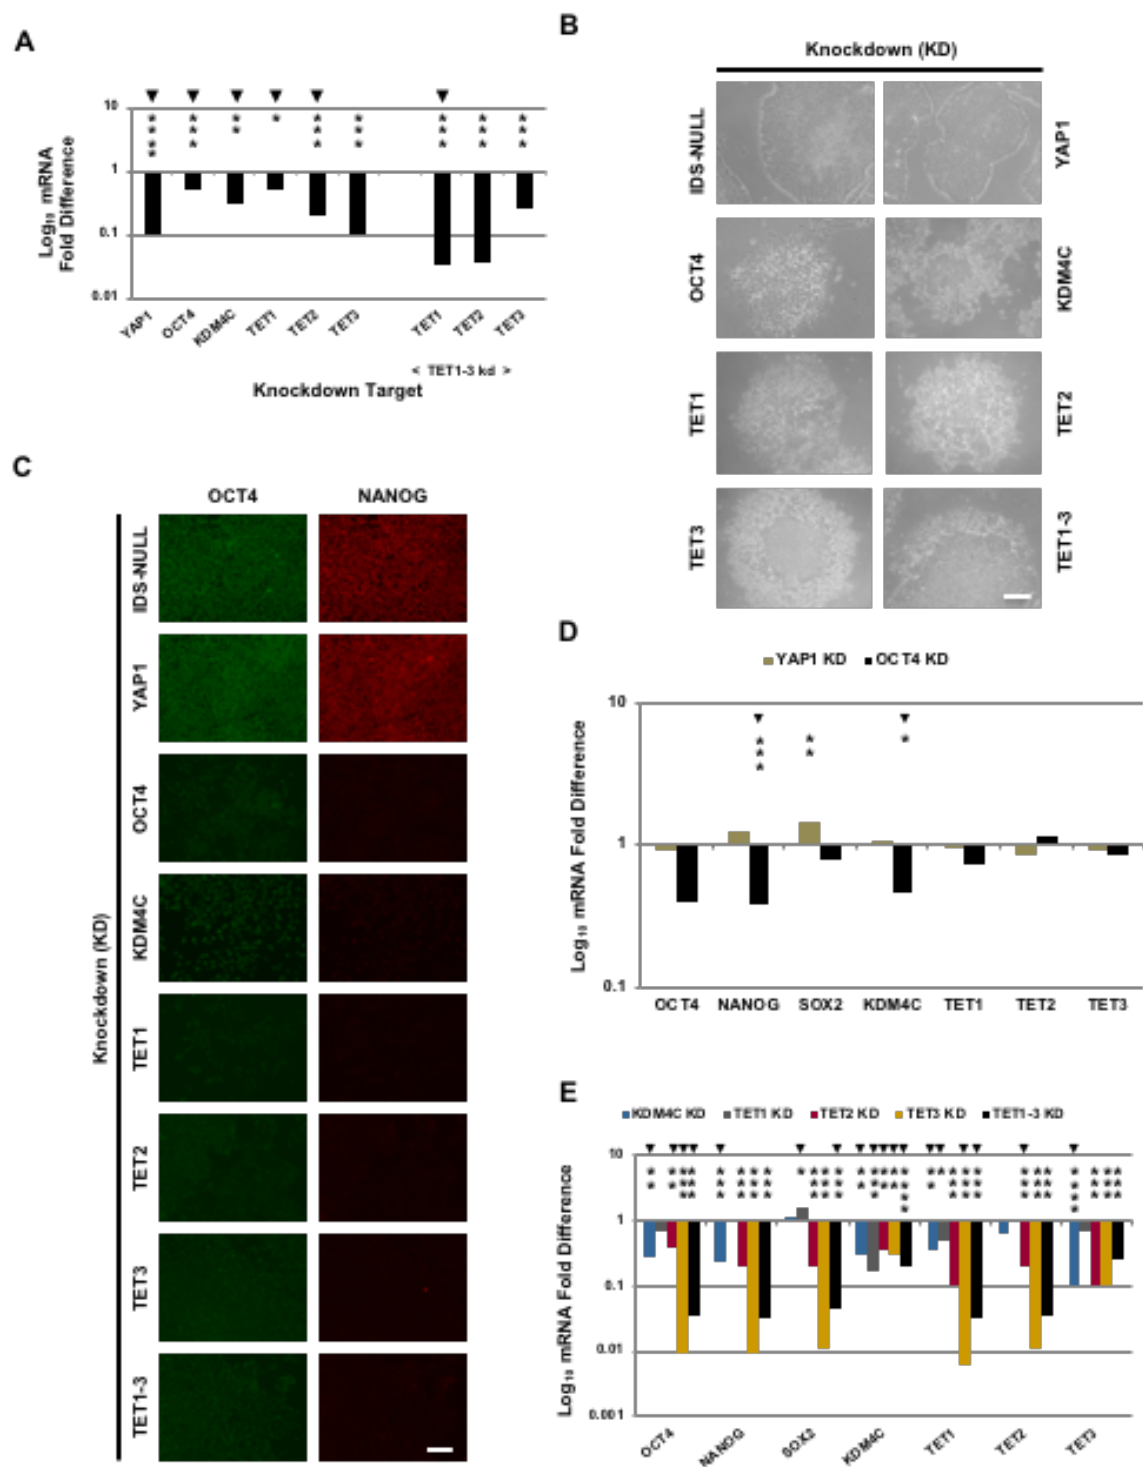 A
10
1
0.1
0.01
Log₁₀ mRNA
Fold Difference
**** *** ** * *** *** *** *** ***
YAP1 OCT4 KDM4C TET1 TET2 TET3 TET1 TET2 TET3
< TET1-3 kd >
Knockdown Target
B
Knockdown (KD)
IDS-NULL YAP1
OCT4 KDM4C
TET1 TET2
TET3 TET1-3
C
OCT4 NANOG
Knockdown (KD)
IDS-NULL
YAP1
OCT4
KDM4C
TET1
TET2
TET3
TET1-3
D
YAP1 KD OCT4 KD
10
1
0.1
Log₁₀ mRNA Fold Difference
*** ** *
OCT4 NANOG SOX2 KDM4C TET1 TET2 TET3
E
KDM4C KD TET1 KD TET2 KD TET3 KD TET1-3 KD
10
1
0.1
0.01
0.001
Log₁₀ mRNA Fold Difference
OCT4 NANOG SOX2 KDM4C TET1 TET2 TET3